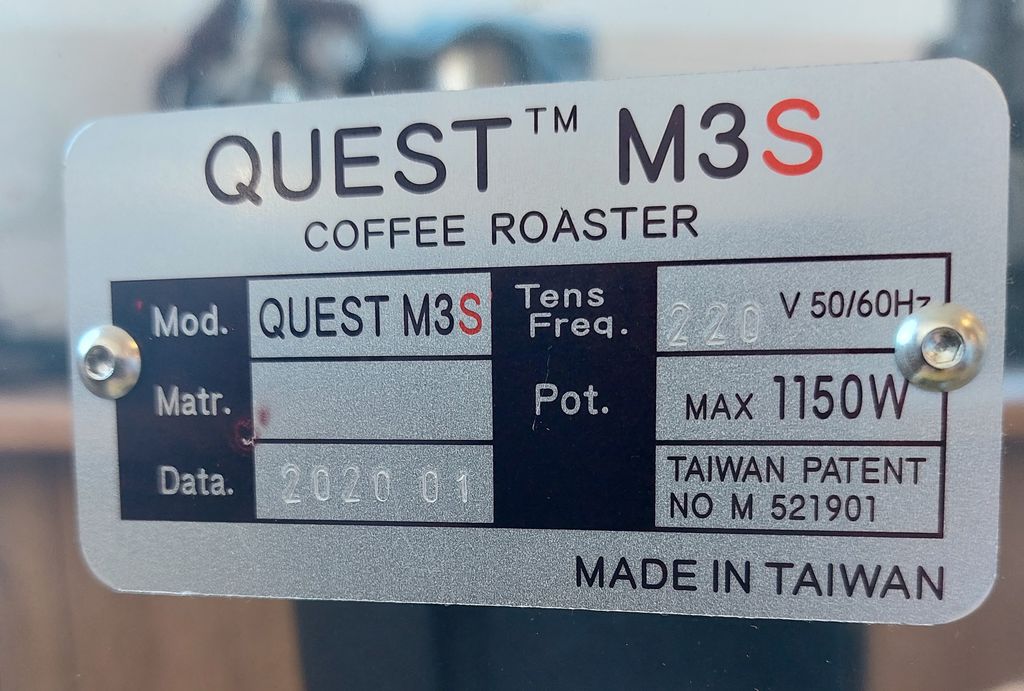 QUEST™ M3S
COFFEE ROASTER
Mod. QUEST M3S
Tens Freq. 220 V 50/60Hz
Matr.
Pot. MAX 1150W
Data. 2020 01
TAIWAN PATENT
NO M 521901
MADE IN TAIWAN